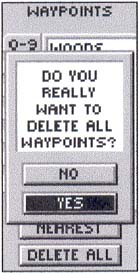 WAYPOINTS
0-9 WOODS
DO YOU
REALLY
WANT TO
DELETE ALL
WAYPOINTS?
NO
YES
NEAREST
DELETE ALL